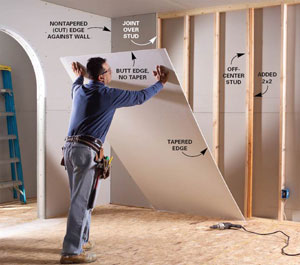 NONTAPERED
(CUT) EDGE
AGAINST WALL
JOINT
OVER
STUD
BUTT EDGE,
NO TAPER
OFF-
CENTER
STUD
ADDED
2x2
TAPERED
EDGE